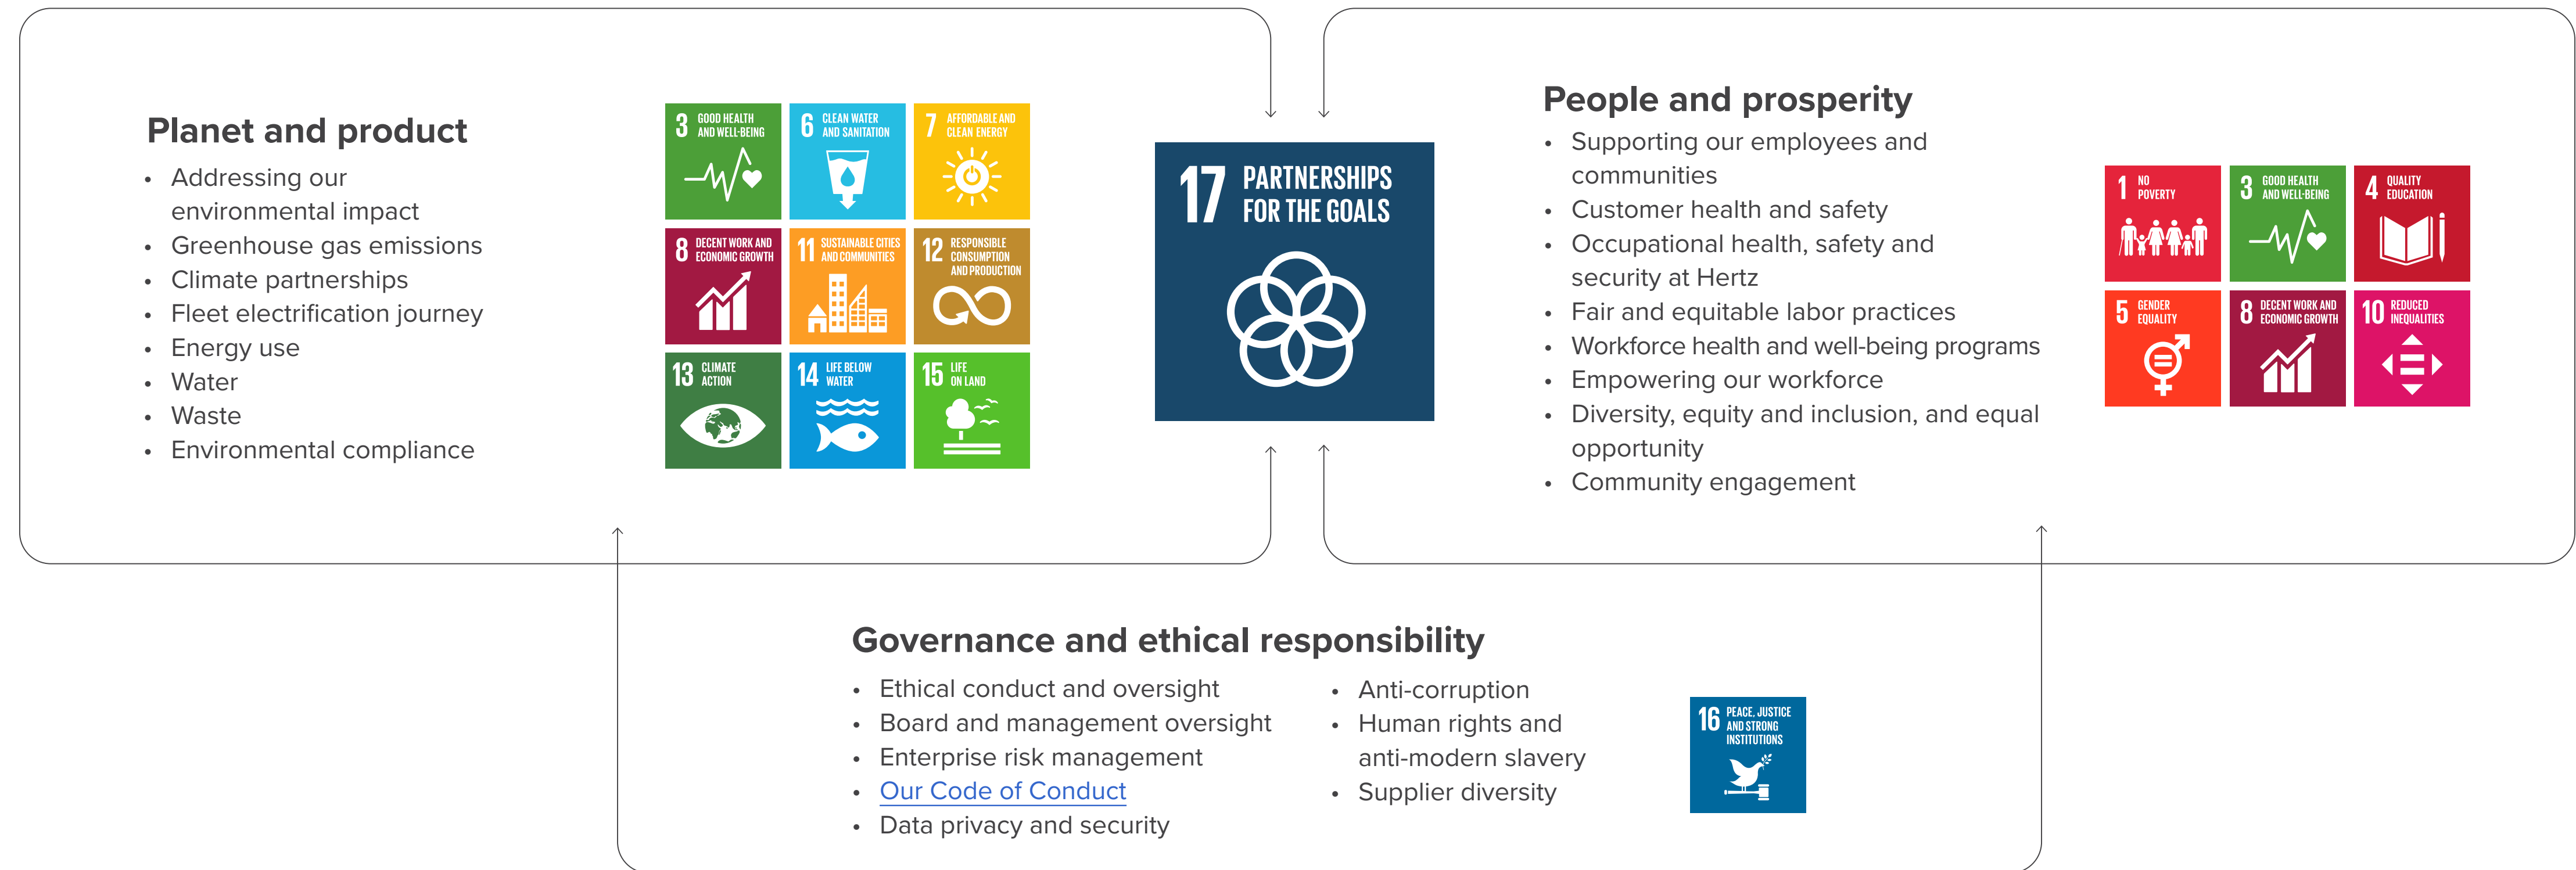 Planet and product
• Addressing our
environmental impact
• Greenhouse gas emissions
• Climate partnerships
• Fleet electrification journey
• Energy use
• Water
• Waste
• Environmental compliance
3 GOOD HEALTH
AND WELL-BEING
6 CLEAN WATER
AND SANITATION
7 AFFORDABLE AND
CLEAN ENERGY
8 DECENT WORK AND
ECONOMIC GROWTH
11 SUSTAINABLE CITIES
AND COMMUNITIES
12 RESPONSIBLE
CONSUMPTION
AND PRODUCTION
13 CLIMATE
ACTION
14 LIFE BELOW
WATER
15 LIFE
ON LAND
17 PARTNERSHIPS
FOR THE GOALS
People and prosperity
• Supporting our employees and
communities
• Customer health and safety
• Occupational health, safety and
security at Hertz
• Fair and equitable labor practices
• Workforce health and well-being programs
• Empowering our workforce
• Diversity, equity and inclusion, and equal
opportunity
• Community engagement
1 NO
POVERTY
3 GOOD HEALTH
AND WELL-BEING
4 QUALITY
EDUCATION
5 GENDER
EQUALITY
8 DECENT WORK AND
ECONOMIC GROWTH
10 REDUCED
INEQUALITIES
Governance and ethical responsibility
• Ethical conduct and oversight
• Board and management oversight
• Enterprise risk management
• Our Code of Conduct
• Data privacy and security
• Anti-corruption
• Human rights and
anti-modern slavery
• Supplier diversity
16 PEACE, JUSTICE
AND STRONG
INSTITUTIONS